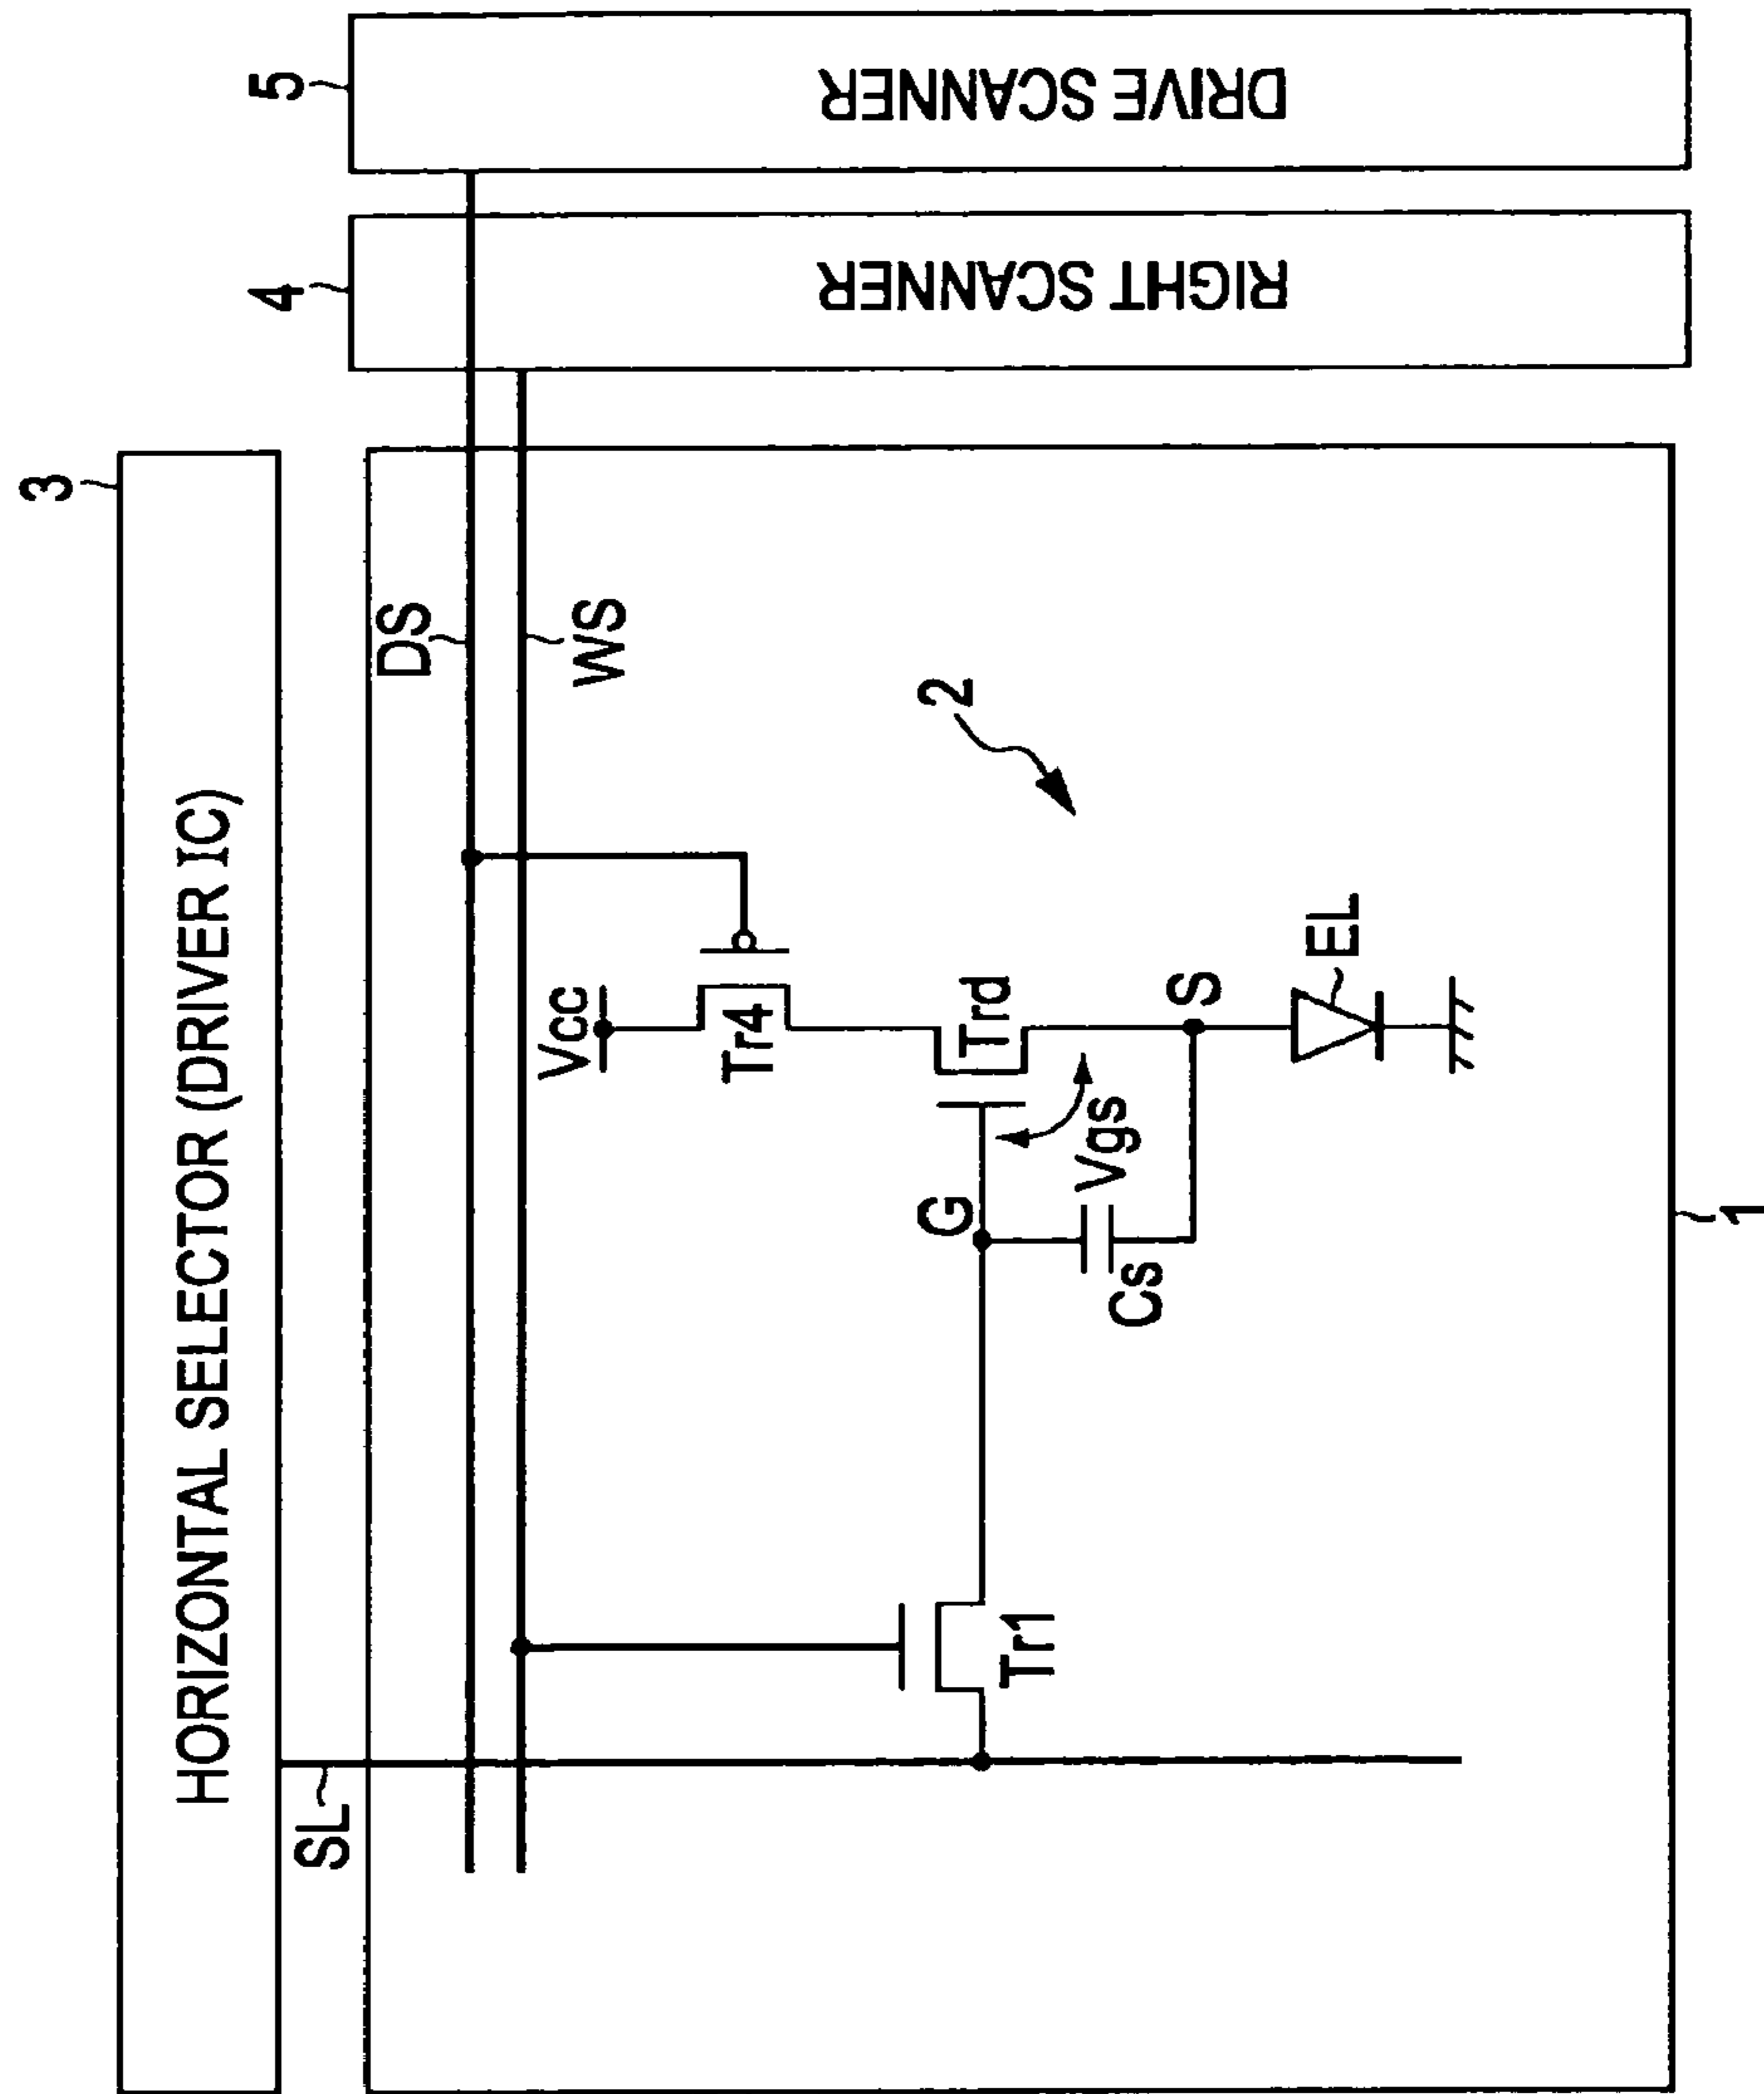 3
HORIZONTAL SELECTOR (DRIVER IC)
SL
4
5
DS
WS
RIGHT SCANNER
DRIVE SCANNER
Vcc
Tr4
2
G
Trd
Tr1
Vgs
Cs
S
EL
1